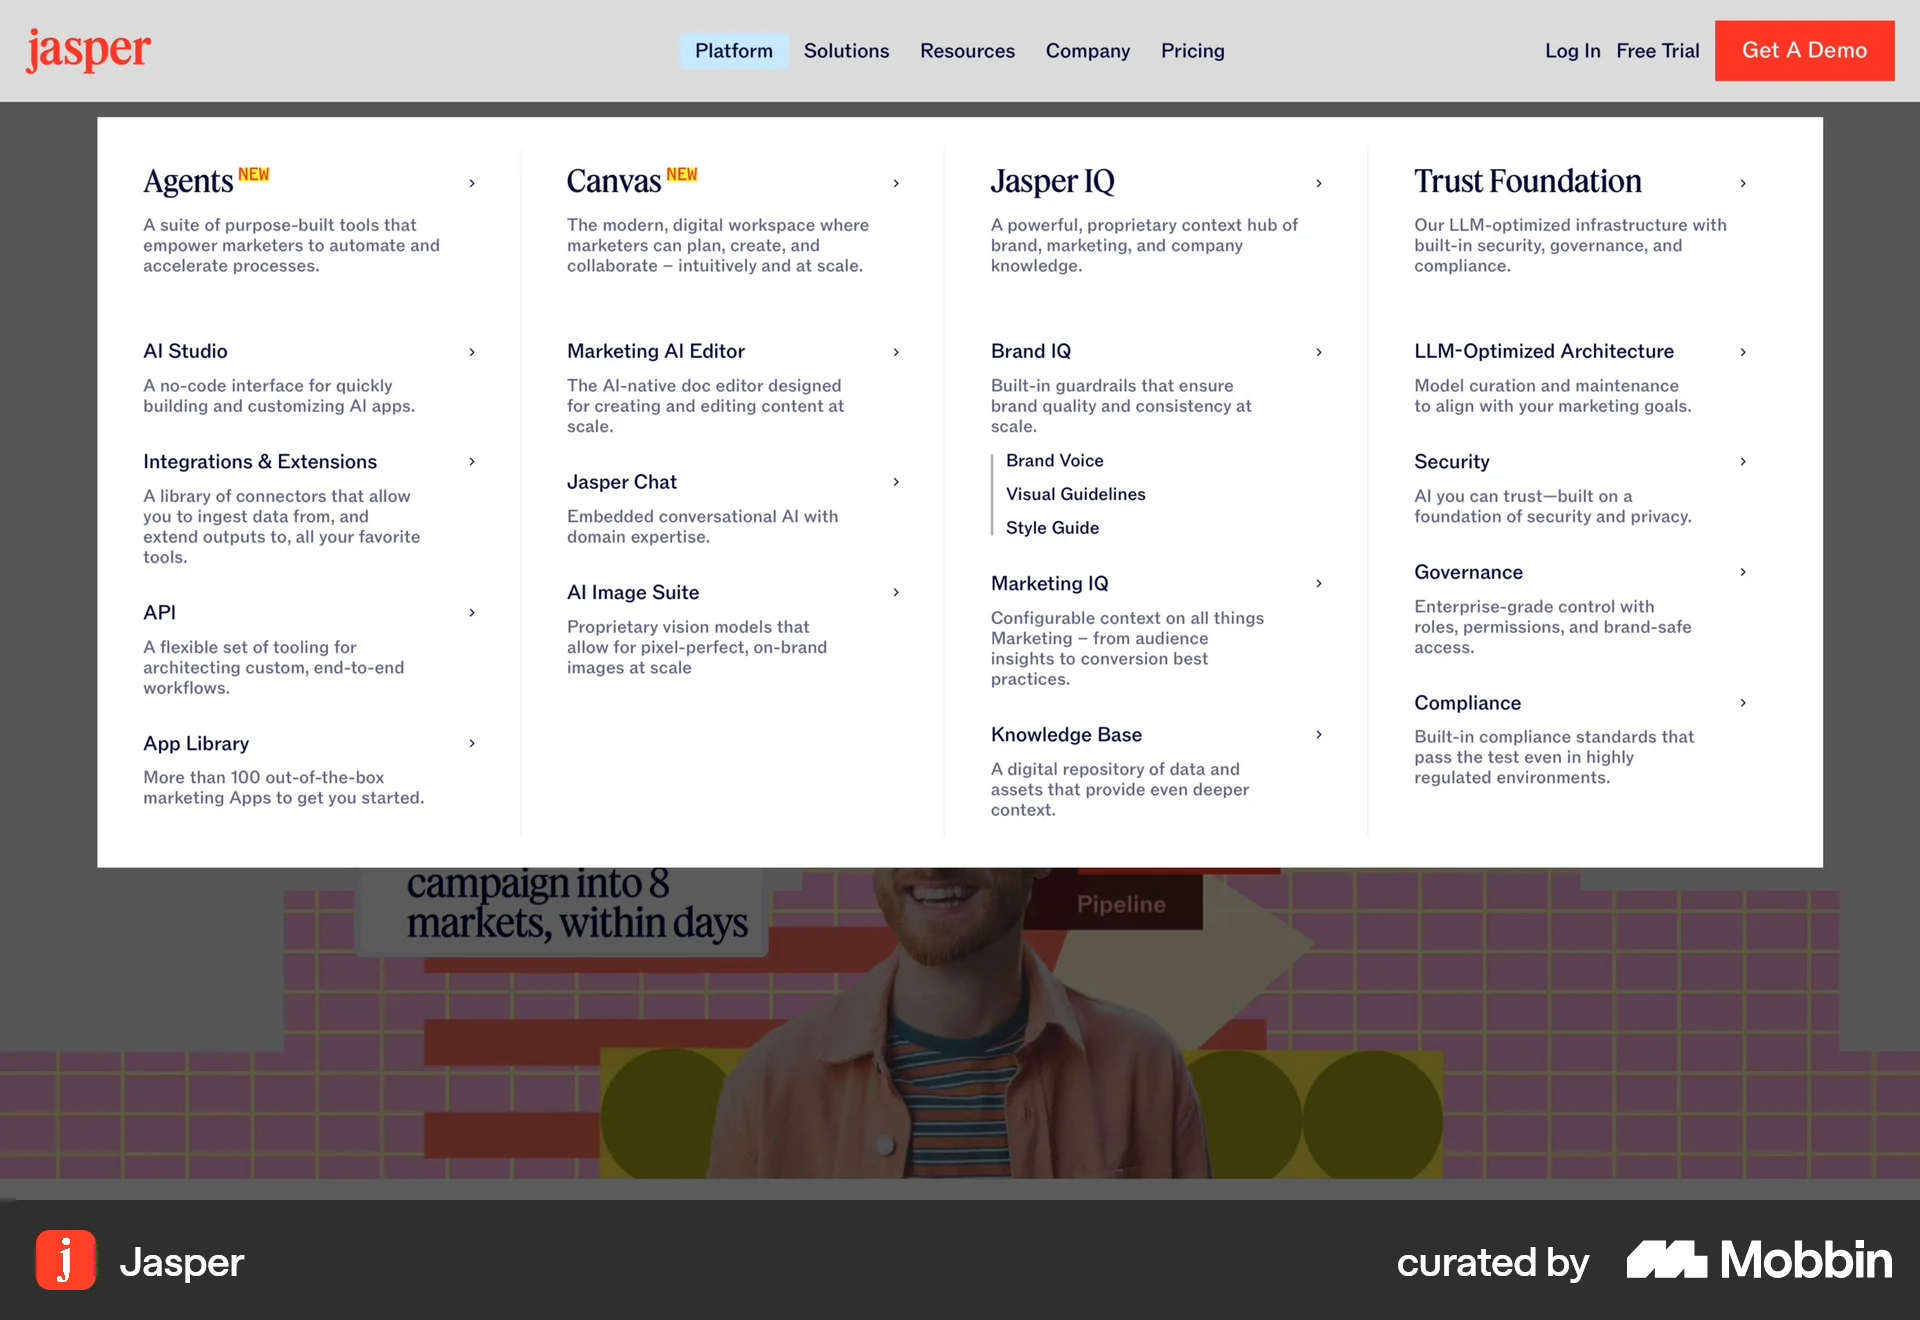 jasper
Platform
Solutions
Resources
Company
Pricing
Log In
Free Trial
Get A Demo
Agents NEW
A suite of purpose-built tools that
empower marketers to automate and
accelerate processes.
AI Studio
A no-code interface for quickly
building and customizing AI apps.
Integrations & Extensions
A library of connectors that allow
you to ingest data from, and
extend outputs to, all your favorite
tools.
API
A flexible set of tooling for
architecting custom, end-to-end
workflows.
App Library
More than 100 out-of-the-box
marketing Apps to get you started.
Canvas NEW
The modern, digital workspace where
marketers can plan, create, and
collaborate – intuitively and at scale.
Marketing AI Editor
The AI-native doc editor designed
for creating and editing content at
scale.
Jasper Chat
Embedded conversational AI with
domain expertise.
AI Image Suite
Proprietary vision models that
allow for pixel-perfect, on-brand
images at scale
Jasper IQ
A powerful, proprietary context hub of
brand, marketing, and company
knowledge.
Brand IQ
Built-in guardrails that ensure
brand quality and consistency at
scale.
Brand Voice
Visual Guidelines
Style Guide
Marketing IQ
Configurable context on all things
Marketing – from audience
insights to conversion best
practices.
Knowledge Base
A digital repository of data and
assets that provide even deeper
context.
Trust Foundation
Our LLM-optimized infrastructure with
built-in security, governance, and
compliance.
LLM-Optimized Architecture
Model curation and maintenance
to align with your marketing goals.
Security
AI you can trust—built on a
foundation of security and privacy.
Governance
Enterprise-grade control with
roles, permissions, and brand-safe
access.
Compliance
Built-in compliance standards that
pass the test even in highly
regulated environments.
campaign into 8
markets, within days
Pipeline
j
Jasper
curated by
Mobbin